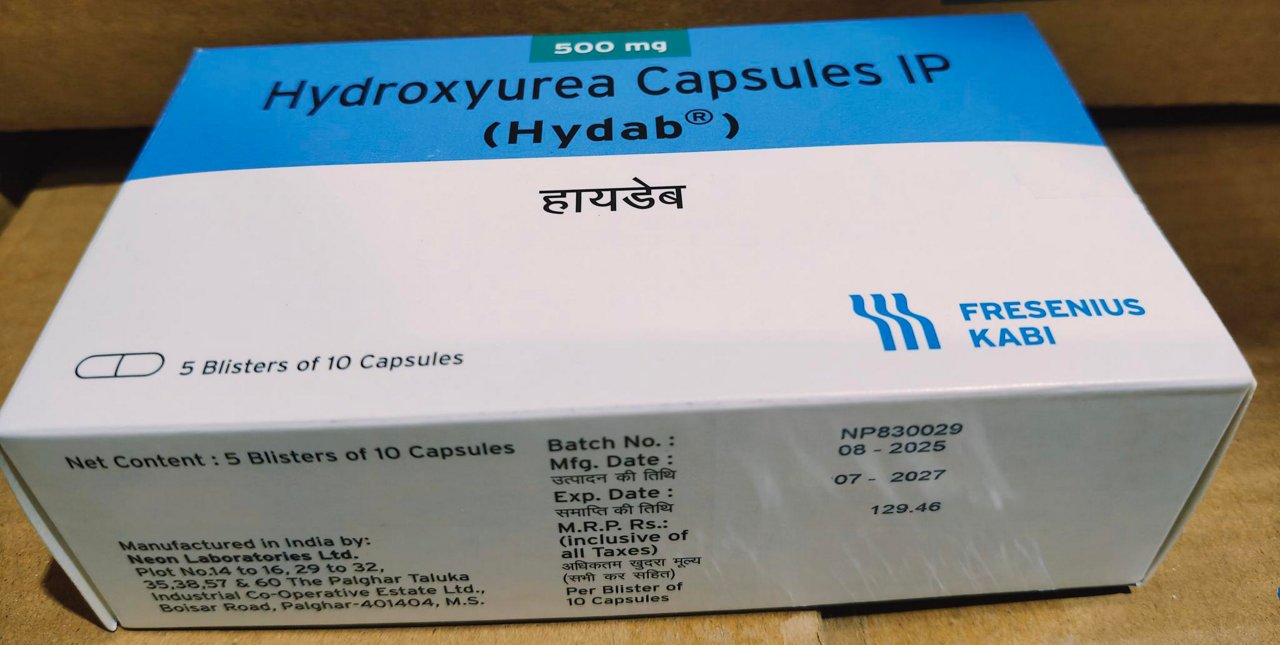 500 mg
Hydroxyurea Capsules IP
(Hydab®)
हायडेब
FRESENIUS
KABI
5 Blisters of 10 Capsules
Net Content : 5 Blisters of 10 Capsules
Manufactured in India by:
Neon Laboratories Ltd.
Plot No.14 to 16, 29 to 32,
35,38,57 & 60 The Palghar Taluka
Industrial Co-Operative Estate Ltd.,
Boisar Road, Palghar-401404, M.S.
Batch No. : NP830029
Mfg. Date : 08 - 2025
उत्पादन की तिथि
Exp. Date : 07 - 2027
समाप्ति की तिथि
M.R.P. Rs.: 129.46
(inclusive of
all Taxes)
अधिकतम खुदरा मूल्य
(सभी कर सहित)
Per Blister of
10 Capsules